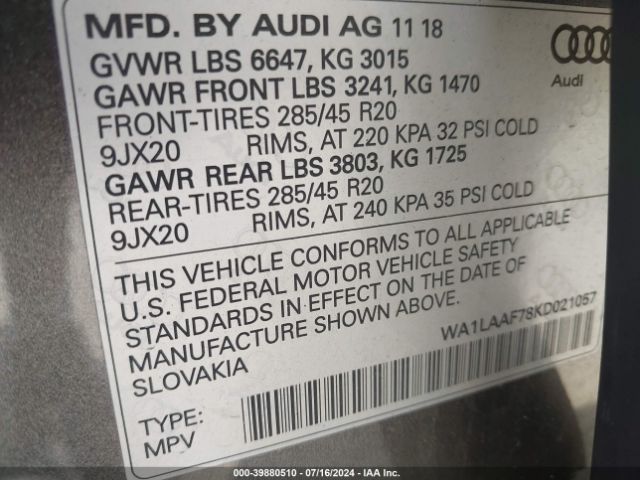 MFD. BY AUDI AG 11 18
GVWR LBS 6647, KG 3015
GAWR FRONT LBS 3241, KG 1470
FRONT-TIRES 285/45 R20
9JX20 RIMS, AT 220 KPA 32 PSI COLD
GAWR REAR LBS 3803, KG 1725
REAR-TIRES 285/45 R20
9JX20 RIMS, AT 240 KPA 35 PSI COLD
Audi
THIS VEHICLE CONFORMS TO ALL APPLICABLE
U.S. FEDERAL MOTOR VEHICLE SAFETY
STANDARDS IN EFFECT ON THE DATE OF
MANUFACTURE SHOWN ABOVE.
SLOVAKIA
WA1LAAF78KD021057
TYPE:
MPV
000-39880510 - 07/16/2024 - IAA Inc.